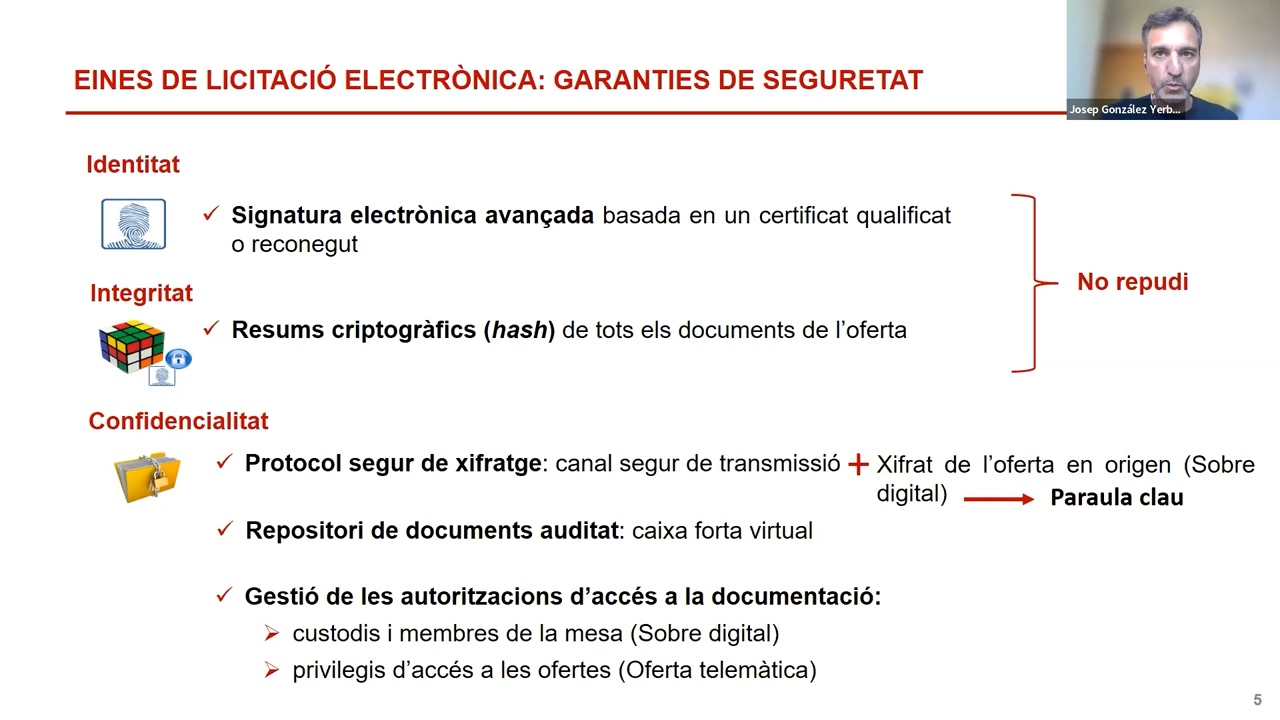 EINES DE LICITACIÓ ELECTRÒNICA: GARANTIES DE SEGURETAT
Josep González Yerb...
Identitat
✓ Signatura electrònica avançada basada en un certificat qualificat
o reconegut
No repudi
Integritat
✓ Resums criptogràfics (hash) de tots els documents de l’oferta
Confidencialitat
✓ Protocol segur de xifratge: canal segur de transmissió + Xifrat de l’oferta en origen (Sobre
digital) Paraula clau
✓ Repositori de documents auditat: caixa forta virtual
✓ Gestió de les autoritzacions d’accés a la documentació:
➢ custodis i membres de la mesa (Sobre digital)
➢ privilegis d’accés a les ofertes (Oferta telemàtica)
5